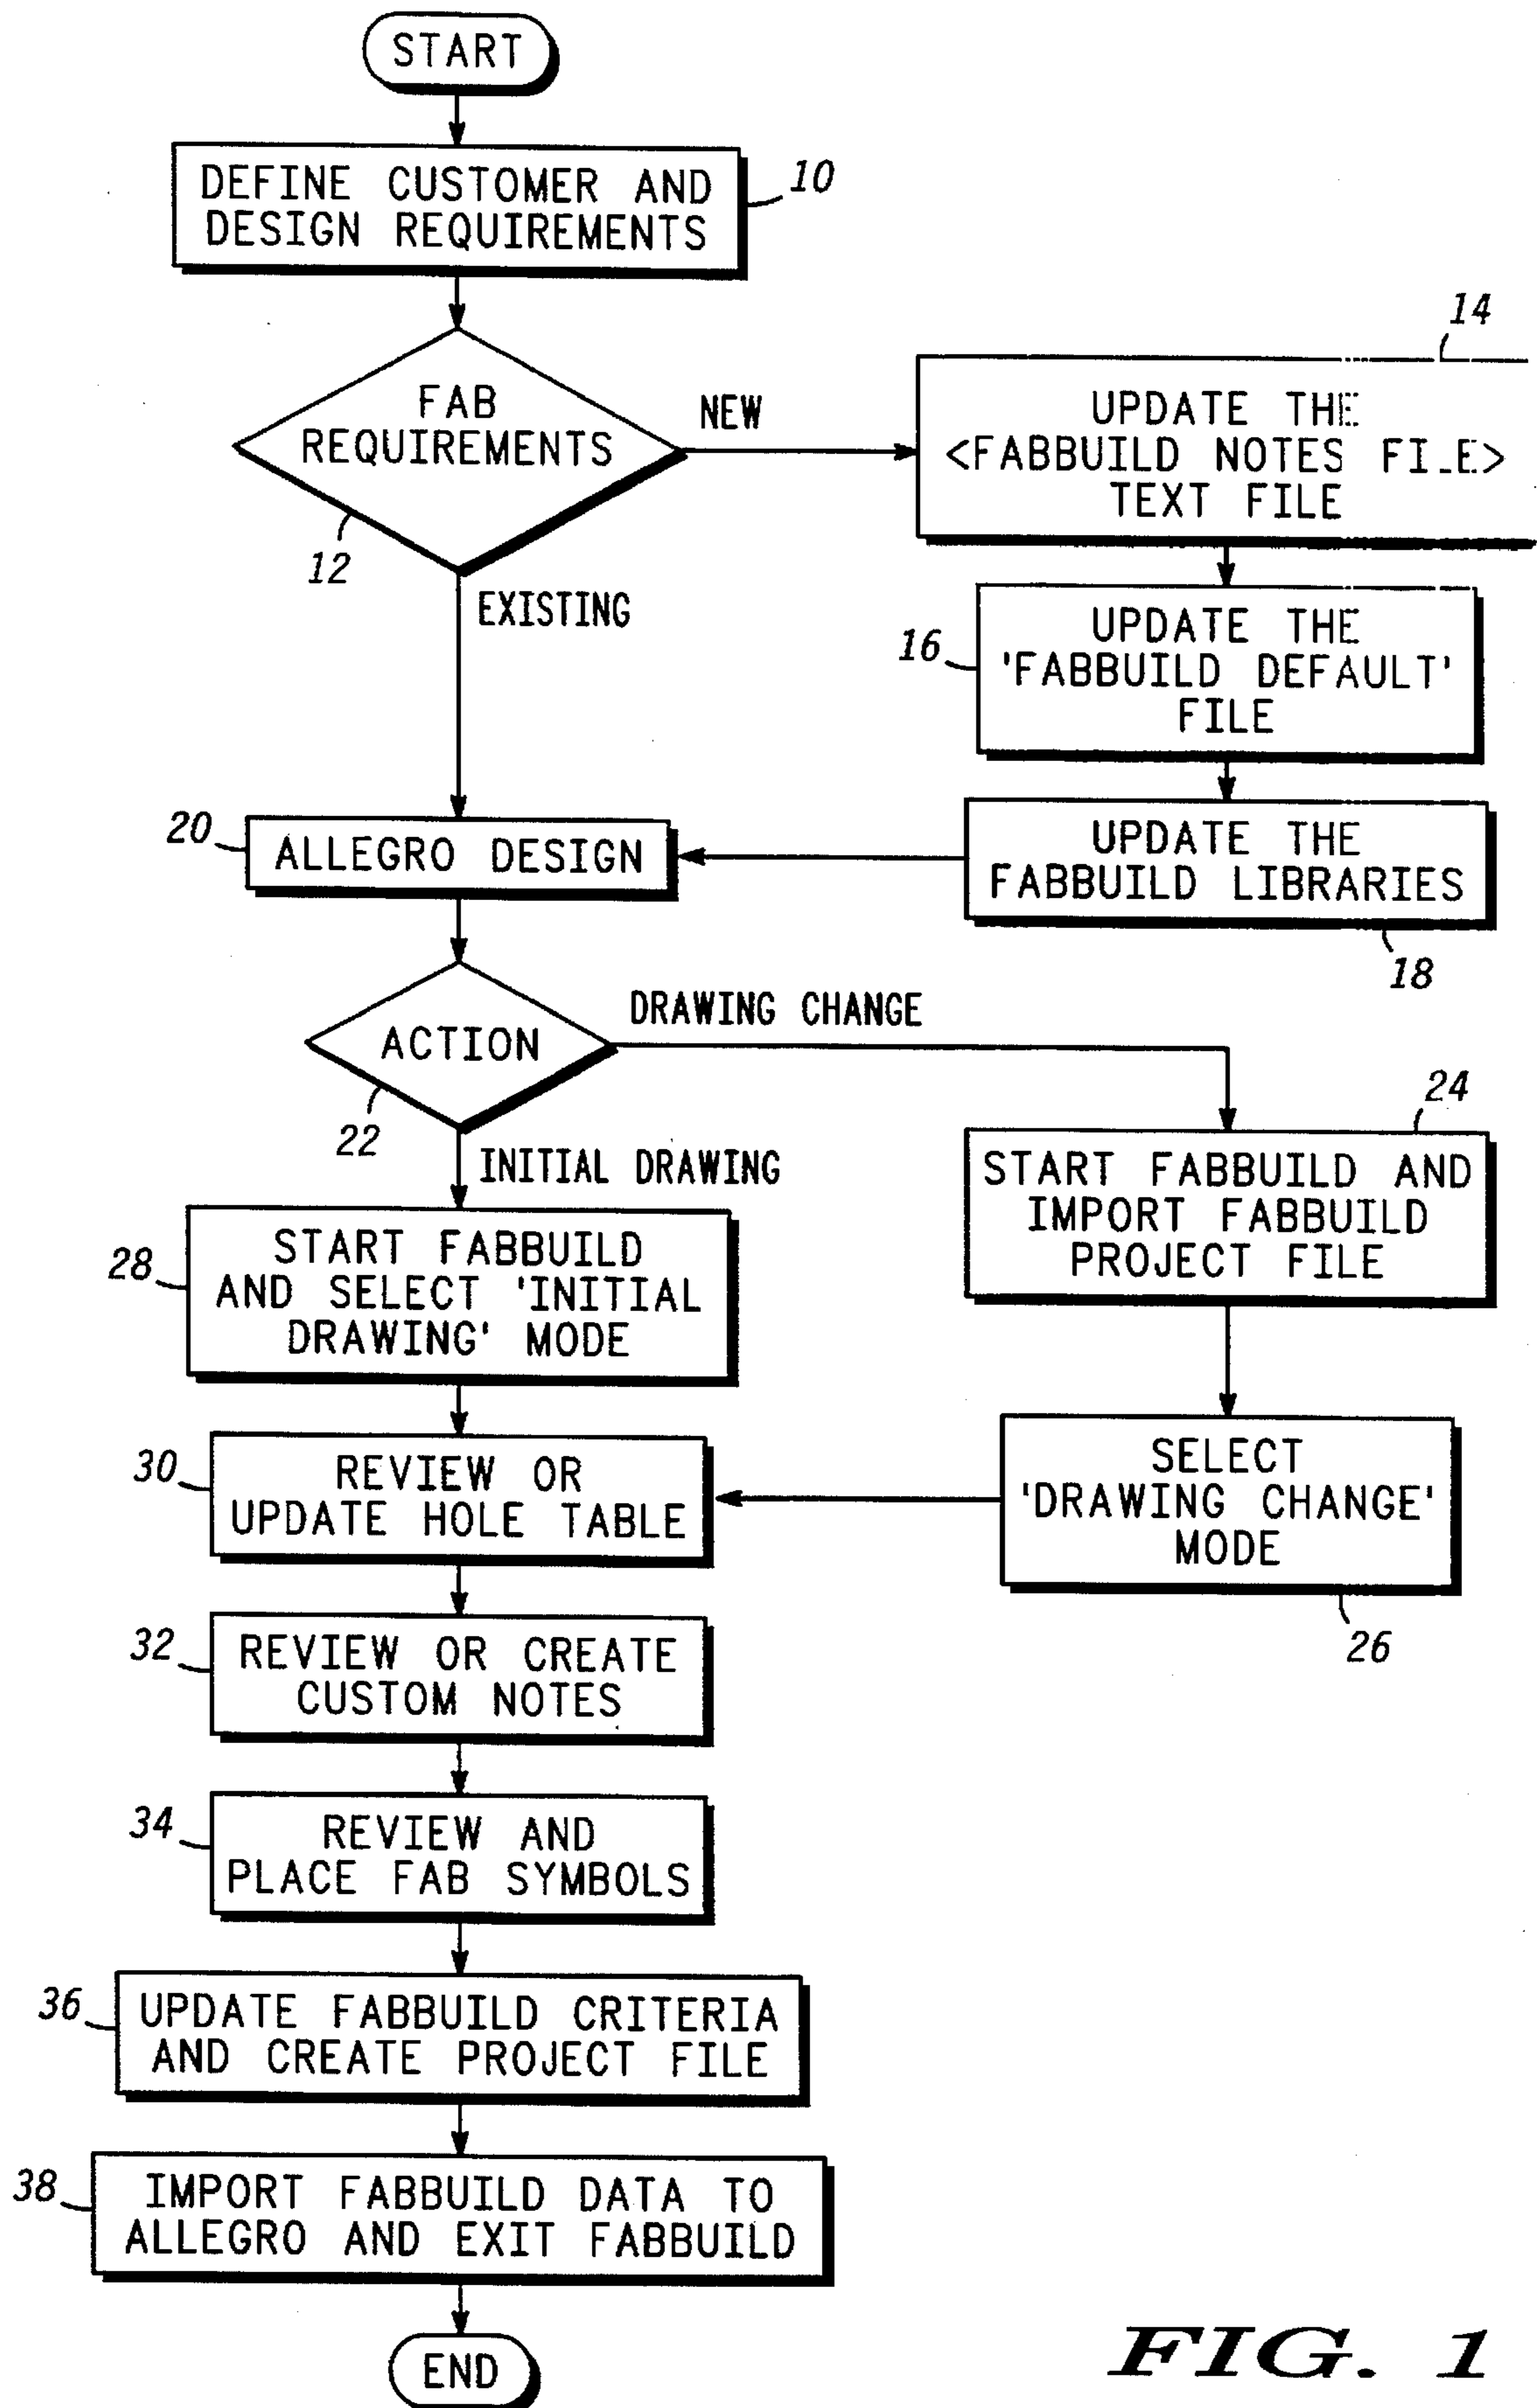 START
DEFINE CUSTOMER AND
DESIGN REQUIREMENTS
10
FAB
REQUIREMENTS
12
NEW
EXISTING
14
UPDATE THE
<FABBUILD NOTES FILE>
TEXT FILE
16
UPDATE THE
'FABBUILD DEFAULT'
FILE
UPDATE THE
FABBUILD LIBRARIES
18
20
ALLEGRO DESIGN
ACTION
22
DRAWING CHANGE
INITIAL DRAWING
24
START FABBUILD AND
IMPORT FABBUILD
PROJECT FILE
SELECT
'DRAWING CHANGE'
MODE
26
28
START FABBUILD
AND SELECT 'INITIAL
DRAWING' MODE
30
REVIEW OR
UPDATE HOLE TABLE
32
REVIEW OR CREATE
CUSTOM NOTES
34
REVIEW AND
PLACE FAB SYMBOLS
36
UPDATE FABBUILD CRITERIA
AND CREATE PROJECT FILE
38
IMPORT FABBUILD DATA TO
ALLEGRO AND EXIT FABBUILD
END
FIG. 1